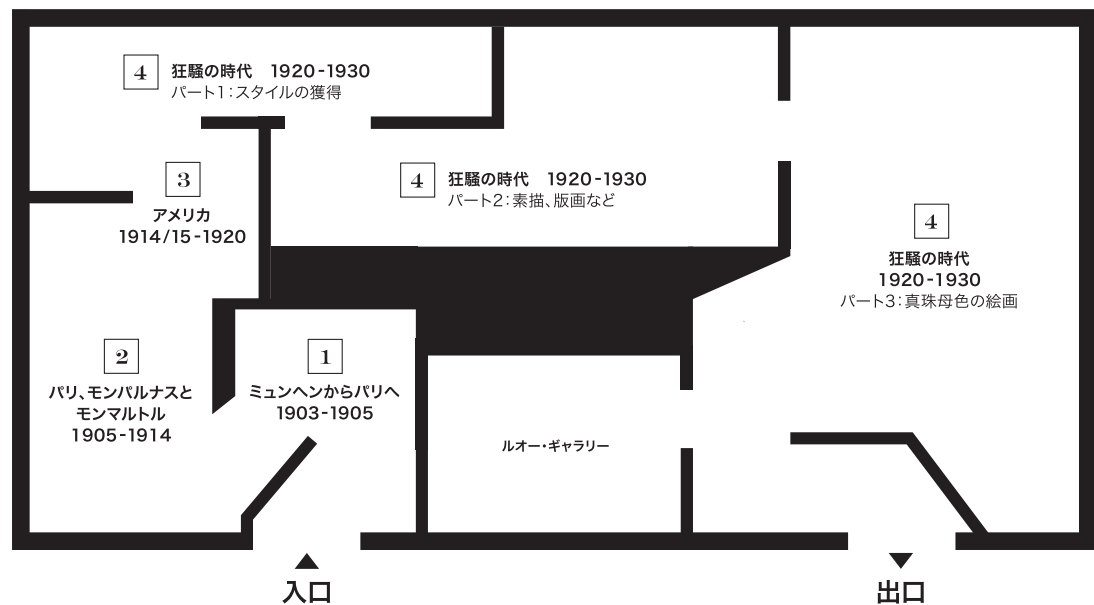 4 狂騒の時代 1920-1930
パート1：スタイルの獲得
3
アメリカ
1914/15-1920
4 狂騒の時代 1920-1930
パート2：素描、版画など
4
狂騒の時代
1920-1930
パート3：真珠母色の絵画
2
パリ、モンパルナスと
モンマルトル
1905-1914
1
ミュンヘンからパリへ
1903-1905
ルオー・ギャラリー
入口
出口